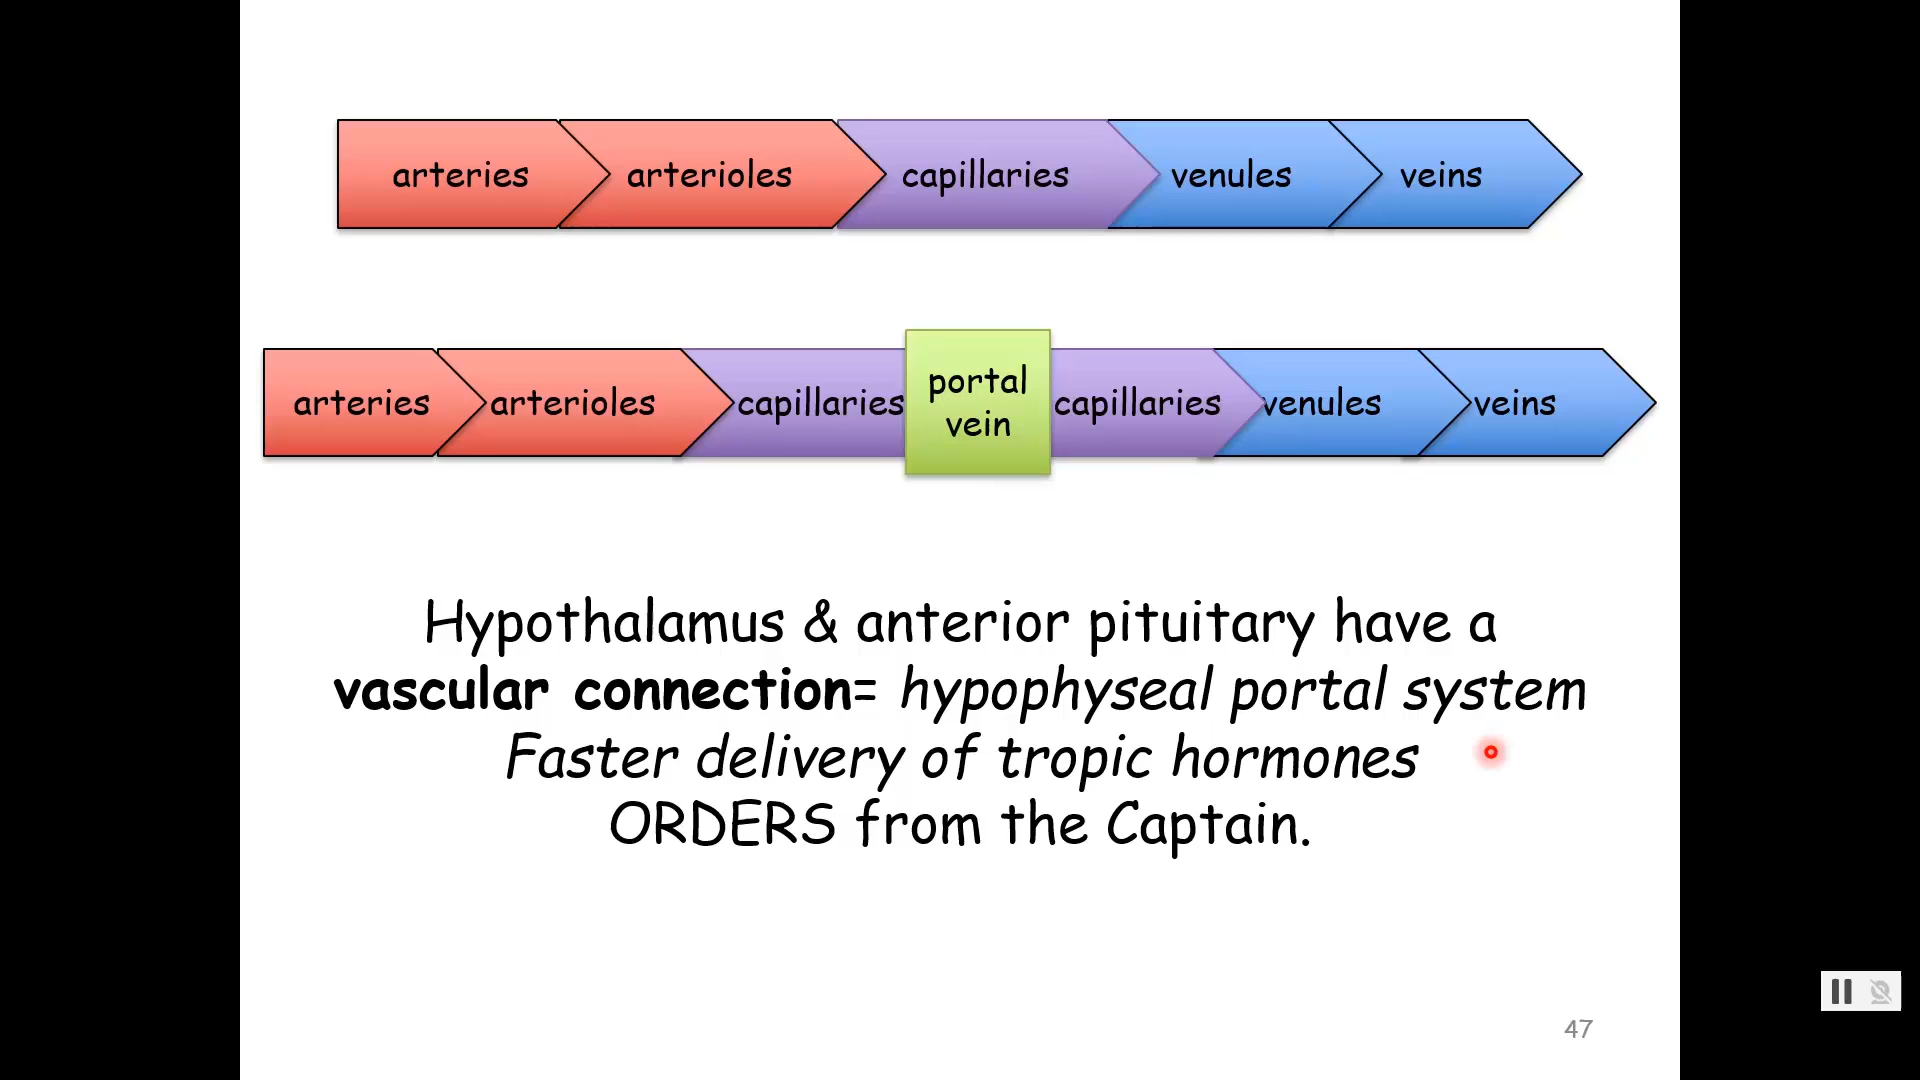 arteries arterioles capillaries venules veins
arteries arterioles capillaries portal vein capillaries venules veins
Hypothalamus & anterior pituitary have a
vascular connection= hypophyseal portal system
Faster delivery of tropic hormones
ORDERS from the Captain.
47